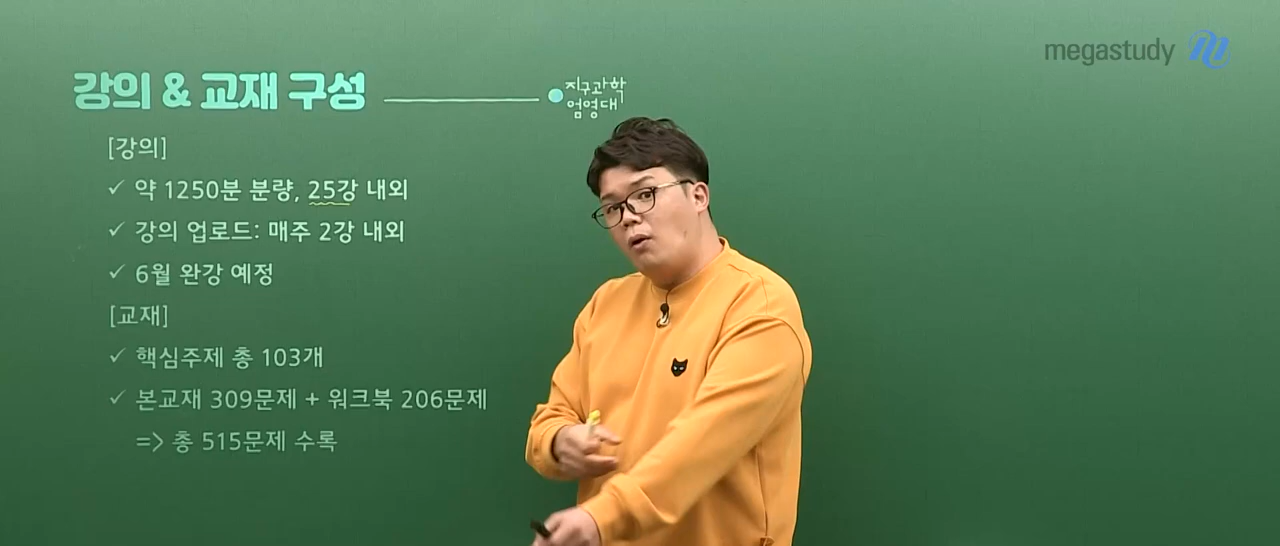 megastudy
강의 & 교재 구성
지구과학
엄영대
[강의]
✓ 약 1250분 분량, 25강 내외
✓ 강의 업로드: 매주 2강 내외
✓ 6월 완강 예정
[교재]
✓ 핵심주제 총 103개
✓ 본교재 309문제 + 워크북 206문제
=> 총 515문제 수록